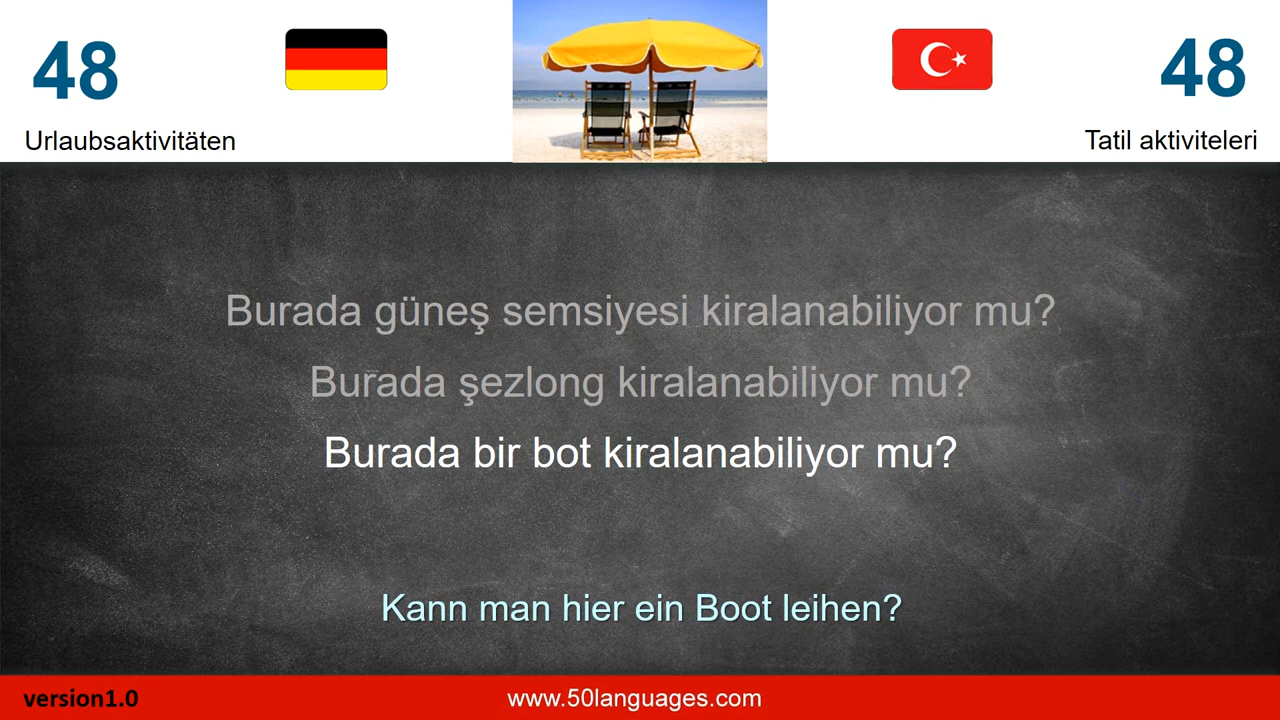 48
48
Urlaubsaktivitäten
Tatil aktiviteleri
Burada güneş semsiyesi kiralanabiliyor mu?
Burada şezlong kiralanabiliyor mu?
Burada bir bot kiralanabiliyor mu?
Kann man hier ein Boot leihen?
version1.0
www.50languages.com